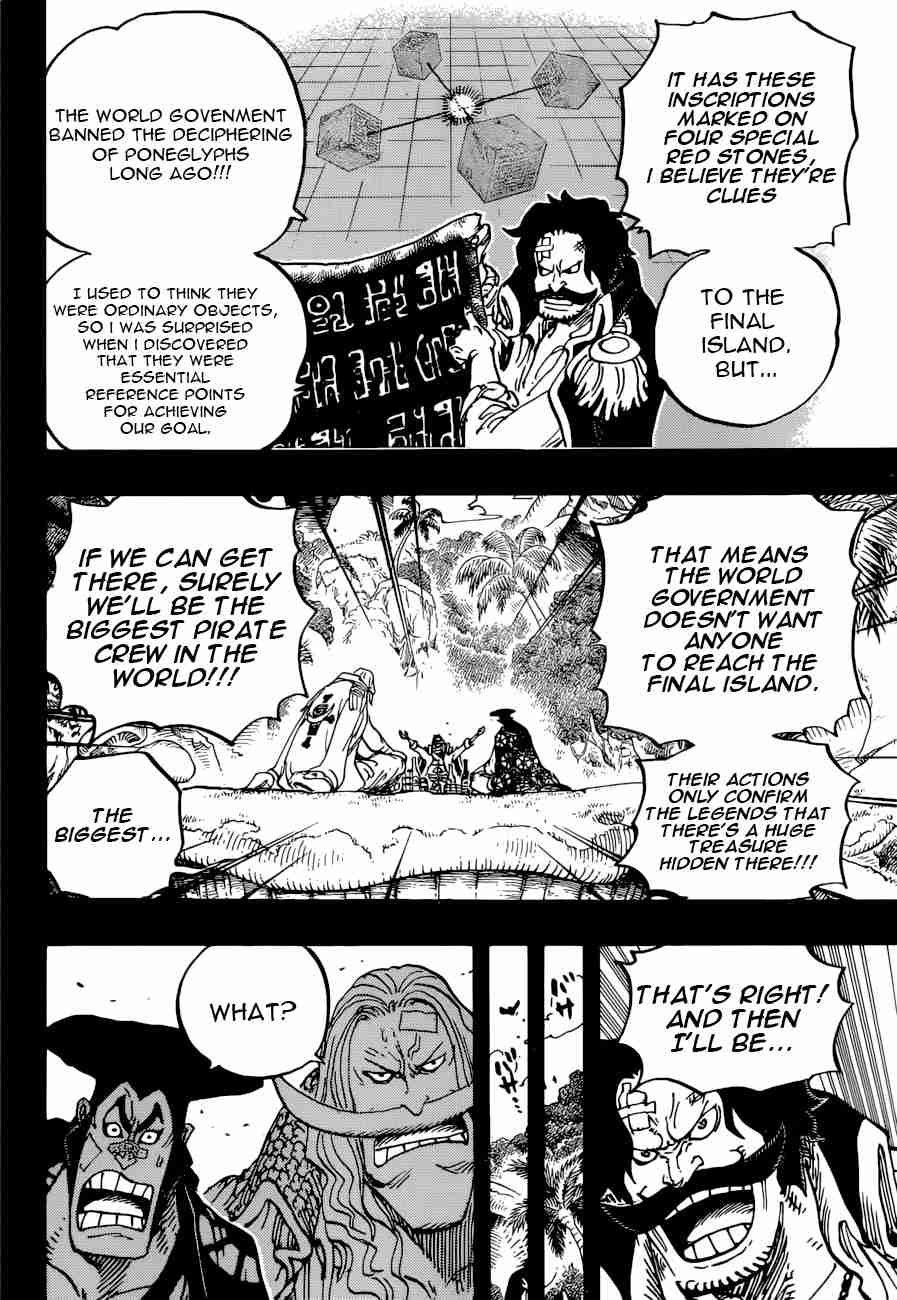 IT HAS THESE
INSCRIPTIONS
MARKED ON
FOUR SPECIAL
RED STONES,
I BELIEVE THEY'RE
CLUES
TO THE
FINAL
ISLAND.
BUT...
THE WORLD GOVENMENT
BANNED THE DECIPHERING
OF PONEGLYPHS
LONG AGO!!!
I USED TO THINK THEY
WERE ORDINARY OBJECTS,
SO I WAS SURPRISED
WHEN I DISCOVERED
THAT THEY WERE
ESSENTIAL
REFERENCE POINTS
FOR ACHIEVING
OUR GOAL.
THAT MEANS
THE WORLD
GOVERNMENT
DOESN'T WANT
ANYONE
TO REACH THE
FINAL ISLAND.
THEIR ACTIONS
ONLY CONFIRM
THE LEGENDS THAT
THERE'S A HUGE
TREASURE
HIDDEN THERE!!!
IF WE CAN GET
THERE, SURELY
WE'LL BE THE
BIGGEST PIRATE
CREW IN THE
WORLD!!!
THE
BIGGEST...
THAT'S RIGHT!
AND THEN
I'LL BE...
WHAT?